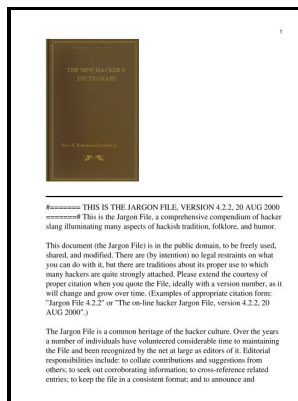 1
THE NEW HACKER'S
DICTIONARY
Eric S. Raymond (editor)
#======= THIS IS THE JARGON FILE, VERSION 4.2.2, 20 AUG 2000
=======# This is the Jargon File, a comprehensive compendium of hacker
slang illuminating many aspects of hackish tradition, folklore, and humor.
This document (the Jargon File) is in the public domain, to be freely used,
shared, and modified. There are (by intention) no legal restraints on what
you can do with it, but there are traditions about its proper use to which
many hackers are quite strongly attached. Please extend the courtesy of
proper citation when you quote the File, ideally with a version number, as it
will change and grow over time. (Examples of appropriate citation form:
"Jargon File 4.2.2" or "The on-line hacker Jargon File, version 4.2.2, 20
AUG 2000".)
The Jargon File is a common heritage of the hacker culture. Over the years
a number of individuals have volunteered considerable time to maintaining
the File and been recognized by the net at large as editors of it. Editorial
responsibilities include: to collate contributions and suggestions from
others; to seek out corroborating information; to cross-reference related
entries; to keep the file in a consistent format; and to announce and